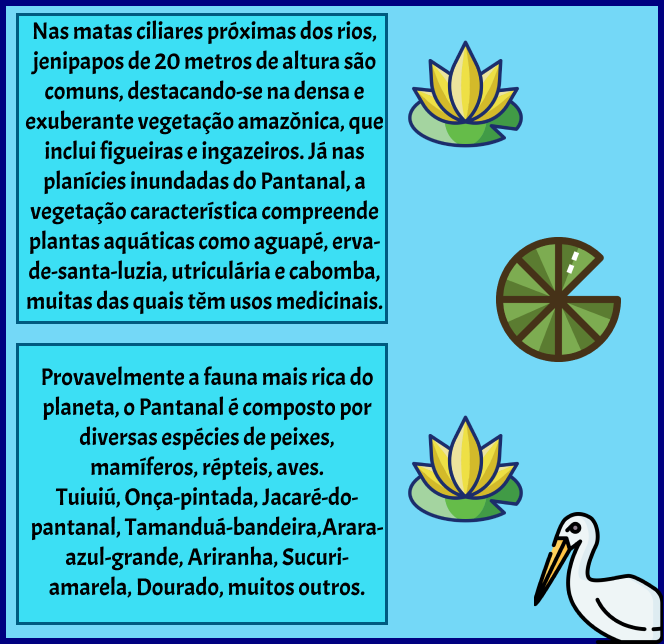 Nas matas ciliares próximas dos rios,
jenipapos de 20 metros de altura são
comuns, destacando-se na densa e
exuberante vegetação amazônica, que
inclui figueiras e ingazeiros. Já nas
planícies inundadas do Pantanal, a
vegetação característica compreende
plantas aquáticas como aguapé, erva-
de-santa-luzia, utriculária e cabomba,
muitas das quais têm usos medicinais.
Provavelmente a fauna mais rica do
planeta, o Pantanal é composto por
diversas espécies de peixes,
mamíferos, répteis, aves.
Tuiuiú, Onça-pintada, Jacaré-do-
pantanal, Tamanduá-bandeira,Arara-
azul-grande, Ariranha, Sucuri-
amarela, Dourado, muitos outros.